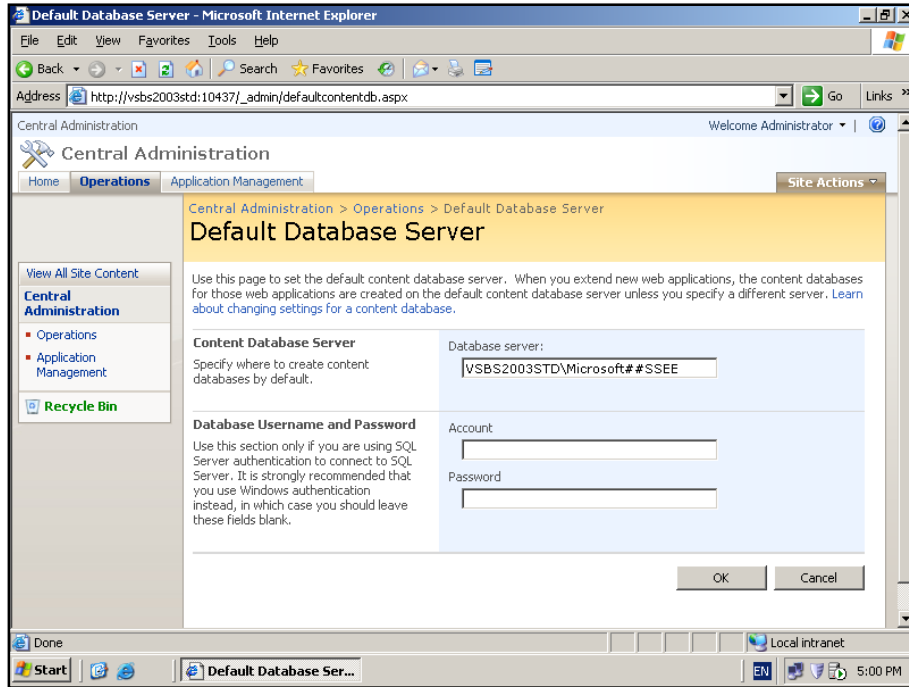 Default Database Server - Microsoft Internet Explorer
File Edit View Favorites Tools Help
Back Search Favorites
Address http://vsbs2003std:10437/_admin/defaultcontentdb.aspx Go Links »
Central Administration Welcome Administrator
Central Administration
Home Operations Application Management Site Actions
Central Administration > Operations > Default Database Server
Default Database Server
View All Site Content
Central
Administration
Operations
Application
Management
Recycle Bin
Use this page to set the default content database server. When you extend new web applications, the content databases
for those web applications are created on the default content database server unless you specify a different server. Learn
about changing settings for a content database.
Content Database Server
Specify where to create content
databases by default.
Database server:
VSBS2003STD\Microsoft##SSEE
Database Username and Password
Use this section only if you are using SQL
Server authentication to connect to SQL
Server. It is strongly recommended that
you use Windows authentication
instead, in which case you should leave
these fields blank.
Account
Password
OK Cancel
Done Local intranet
Start Default Database Ser... EN 5:00 PM